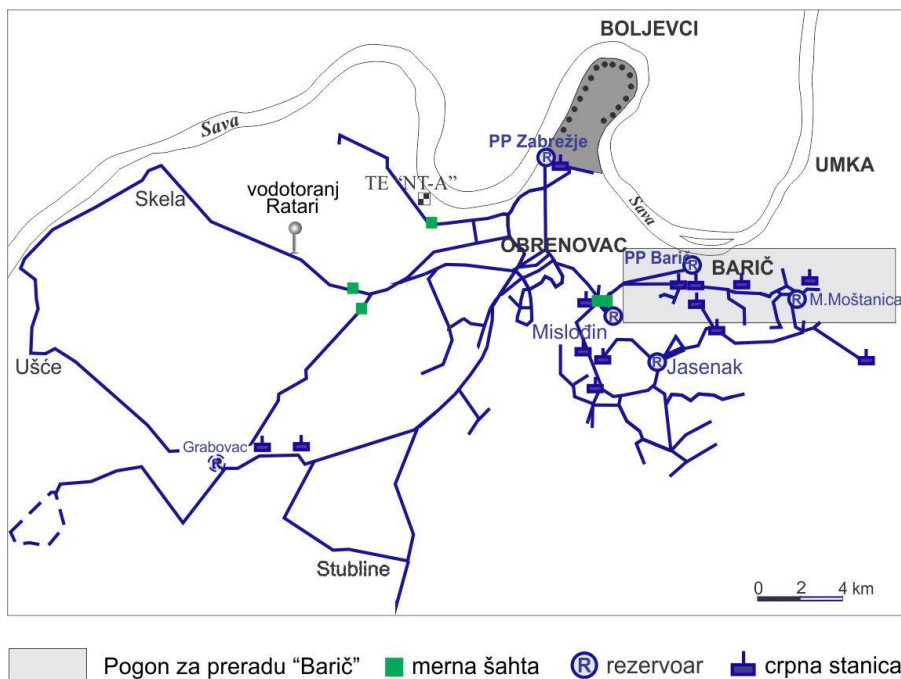 BOLJEVCI
Sava
PP Zabrežje
UMKA
TE "NT-A"
Skela
vodotoranj
Ratari
Sava
OBRENOVAC
PP Barič
BARIČ
M.Moštanica
Mislođin
Jasenak
Ušće
Grabovac
Stubline
0 2 4 km
Pogon za preradu "Barič"
merna šahta
R rezervoar
crpna stanica